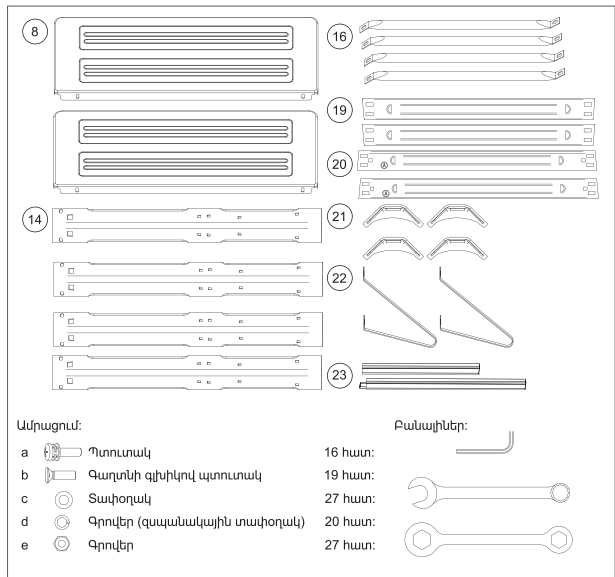 8
16
19
20
A
A
14
21
22
23
Ամրացում:
Բանալիներ:
a Պտուտակ 16 հատ:
b Գաղտնի գլխիկով պտուտակ 19 հատ:
c Տափօղակ 27 հատ:
d Գրովեր (զսպանակային տափօղակ) 20 հատ:
e Գրովեր 27 հատ: